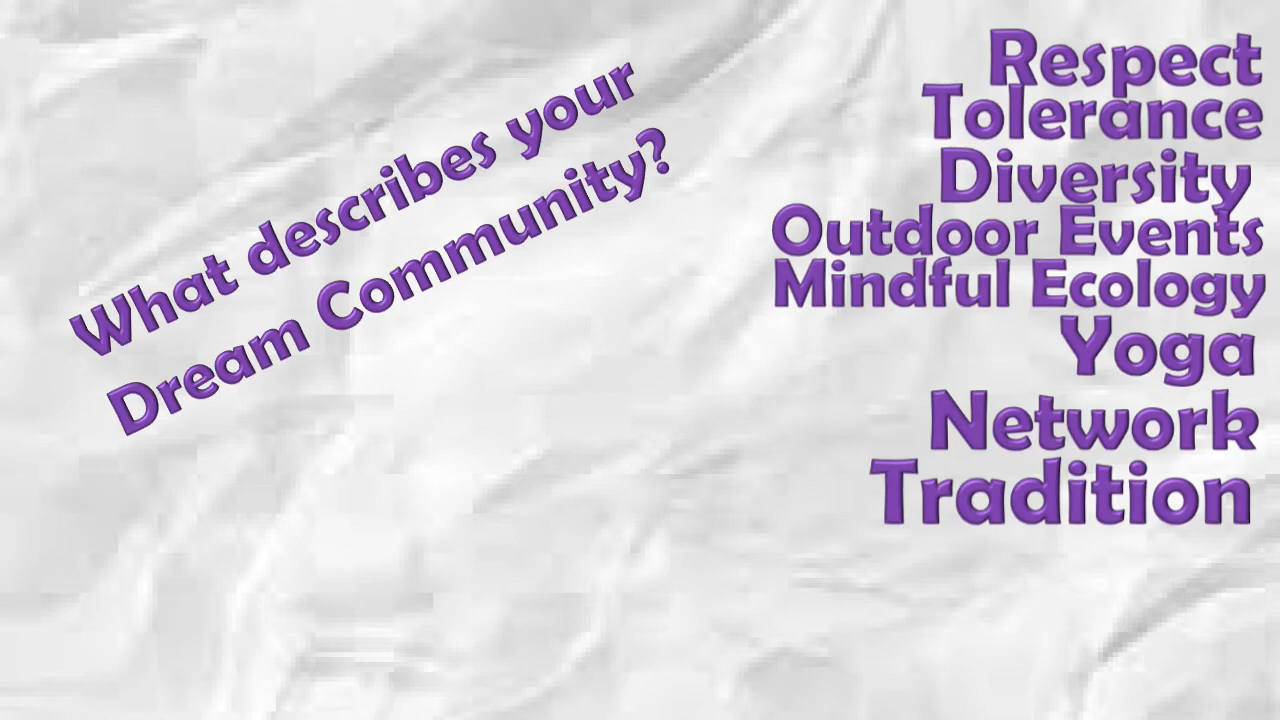 What describes your
Dream Community?
Respect
Tolerance
Diversity
Outdoor Events
Mindful Ecology
Yoga
Network
Tradition